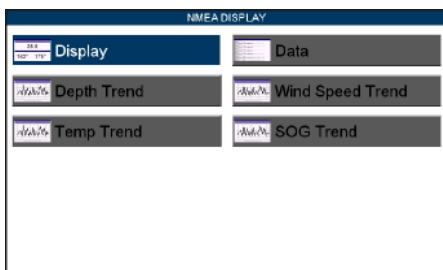 NMEA DISPLAY
Display
Data
Depth Trend
Wind Speed Trend
Temp Trend
SOG Trend